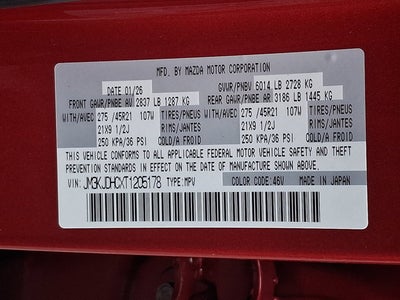 MFD. BY MAZDA MOTOR CORPORATION
DATE 01/26 GVWR/PNBV 6014 LB 2728 KG
FRONT GAWR/PNBE AV 2837 LB 1287 KG REAR GAWR/PNBE AR 3186 LB 1445 KG
WITH/AVEC 275 /45R21 107W TIRES/PNEUS WITH/AVEC 275 /45R21 107W TIRES/PNEUS
21X9 1/2J RIMS/JANTES 21X9 1/2J RIMS/JANTES
250 KPA/36 PSI COLD/À FROID 250 KPA/36 PSI COLD/À FROID
THIS VEHICLE CONFORMS TO ALL APPLICABLE FEDERAL MOTOR VEHICLE SAFETY AND THEFT
PREVENTION STANDARDS IN EFFECT ON THE DATE OF MANUFACTURE SHOWN ABOVE.
VIN: JM3KJDHCXT1205178 TYPE: MPV COLOR CODE: 46V MADE IN JAPAN